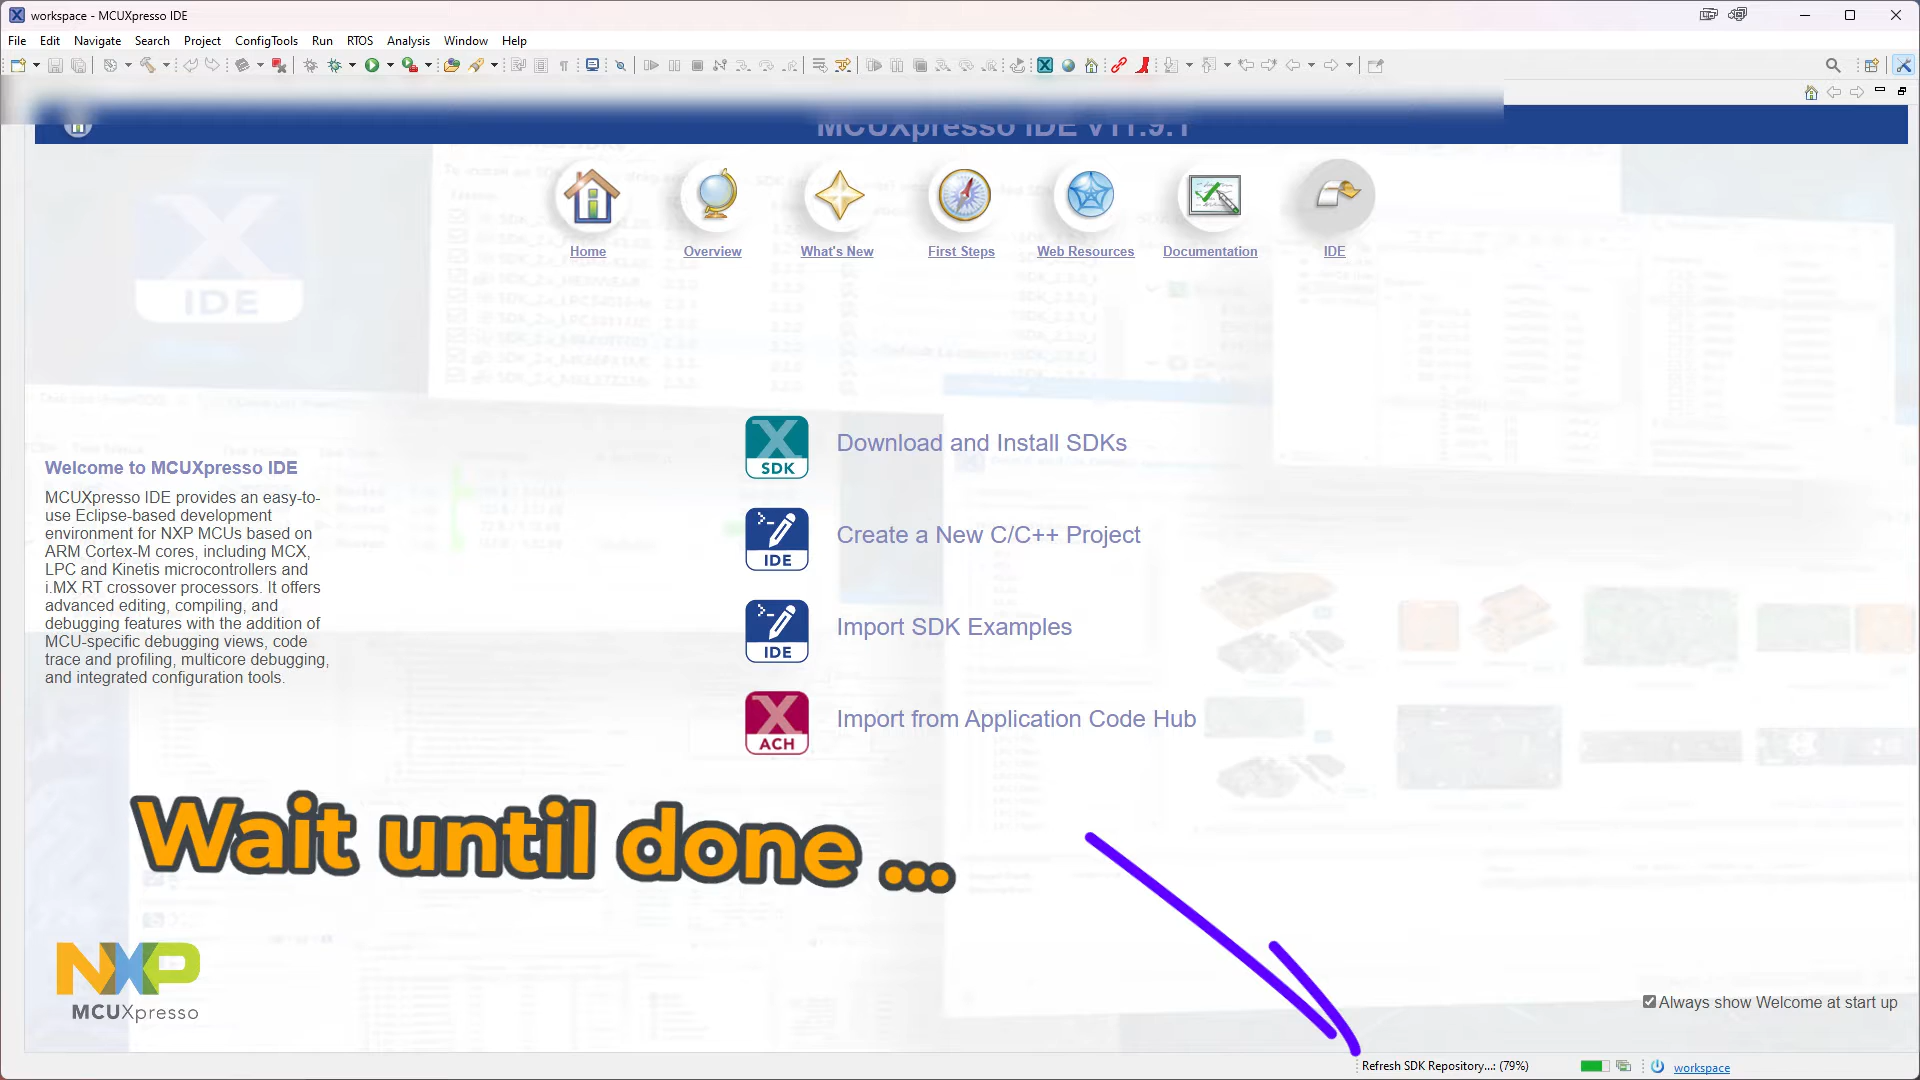 workspace - MCUXpresso IDE
File Edit Navigate Search Project ConfigTools Run RTOS Analysis Window Help
MCUXpresso IDE v11.9.1
Home Overview What's New First Steps Web Resources Documentation IDE
IDE
SDK
Download and Install SDKs
IDE
Create a New C/C++ Project
IDE
Import SDK Examples
ACH
Import from Application Code Hub
Welcome to MCUXpresso IDE
MCUXpresso IDE provides an easy-to-
use Eclipse-based development
environment for NXP MCUs based on
ARM Cortex-M cores, including MCX,
LPC and Kinetis microcontrollers and
i.MX RT crossover processors. It offers
advanced editing, compiling, and
debugging features with the addition of
MCU-specific debugging views, code
trace and profiling, multicore debugging,
and integrated configuration tools.
Wait until done ...
NXP
MCUXpresso
Always show Welcome at start up
Refresh SDK Repository...: (79%)
workspace